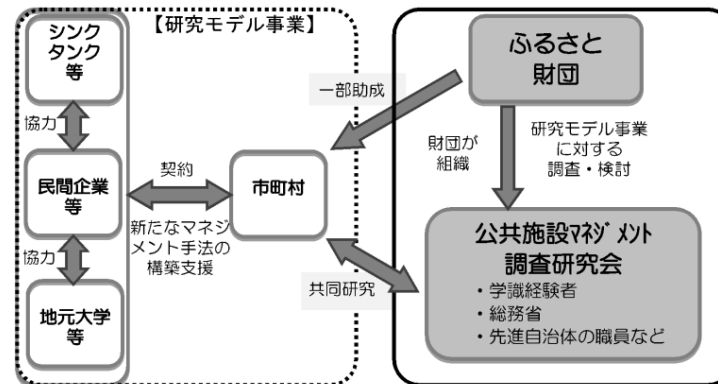 【研究モデル事業】
シンク
タンク
等
協力
民間企業
等
協力
地元大学
等
契約
新たなマネジ
メント手法の
構築支援
市町村
一部助成
共同研究
ふるさと
財団
財団が
組織
研究モデル事業
に対する
調査・検討
公共施設ﾏﾈｼﾞﾒﾝﾄ
調査研究会
・学識経験者
・総務省
・先進自治体の職員など